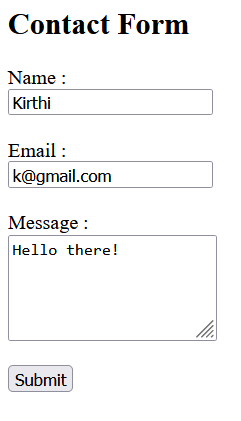 Contact Form
Name :
Kirthi
Email :
k@gmail.com
Message :
Hello there!
Submit